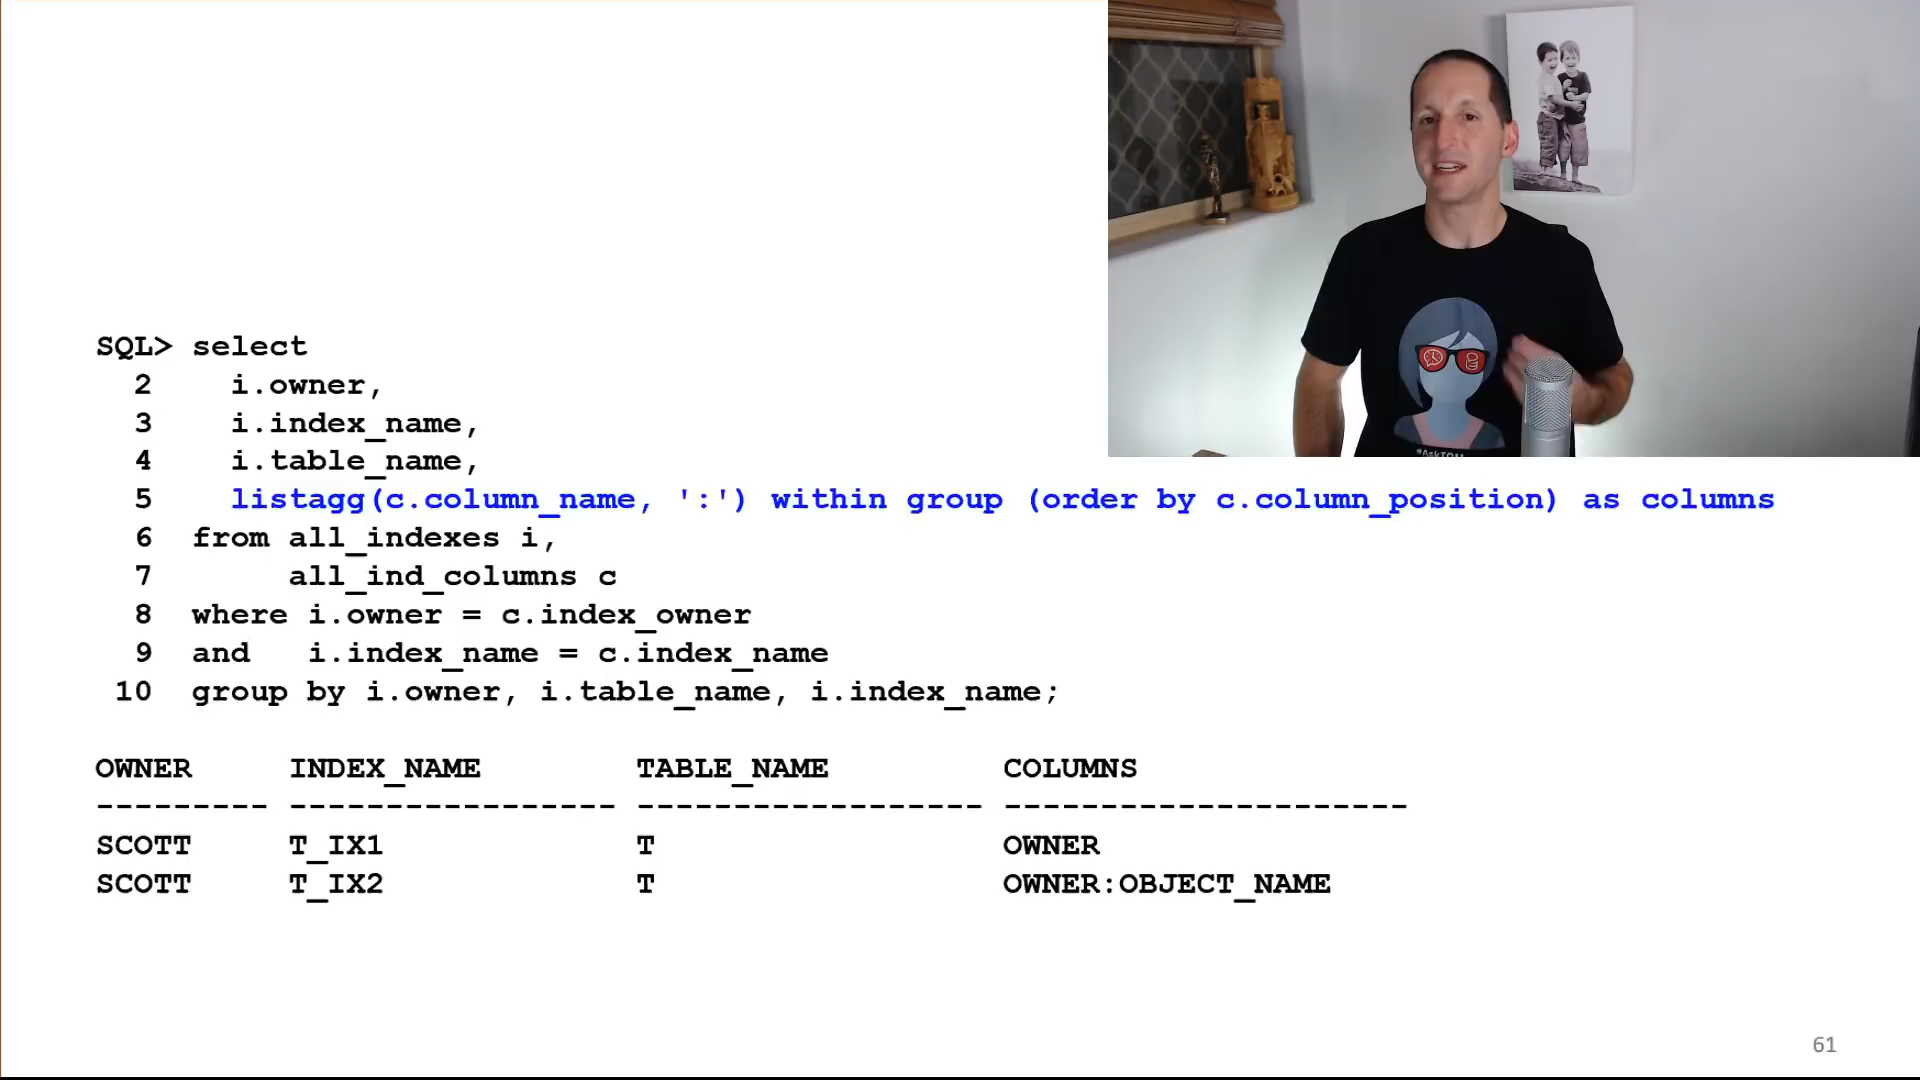 SQL> select
2 i.owner,
3 i.index_name,
4 i.table_name,
5 listagg(c.column_name, ':') within group (order by c.column_position) as columns
6 from all_indexes i,
7 all_ind_columns c
8 where i.owner = c.index_owner
9 and i.index_name = c.index_name
10 group by i.owner, i.table_name, i.index_name;
OWNER INDEX_NAME TABLE_NAME COLUMNS
--------- ----------------- ------------------ ---------------------
SCOTT T_IX1 T OWNER
SCOTT T_IX2 T OWNER:OBJECT_NAME
#AskTOM
61